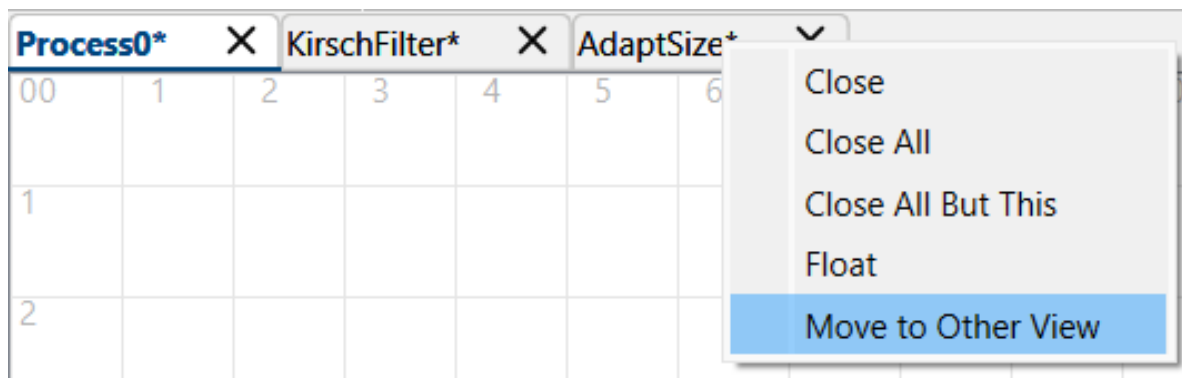 Process0* X KirschFilter* X AdaptSize*
00 1 2 3 4 5 6
Close
Close All
1
Close All But This
Float
2
Move to Other View